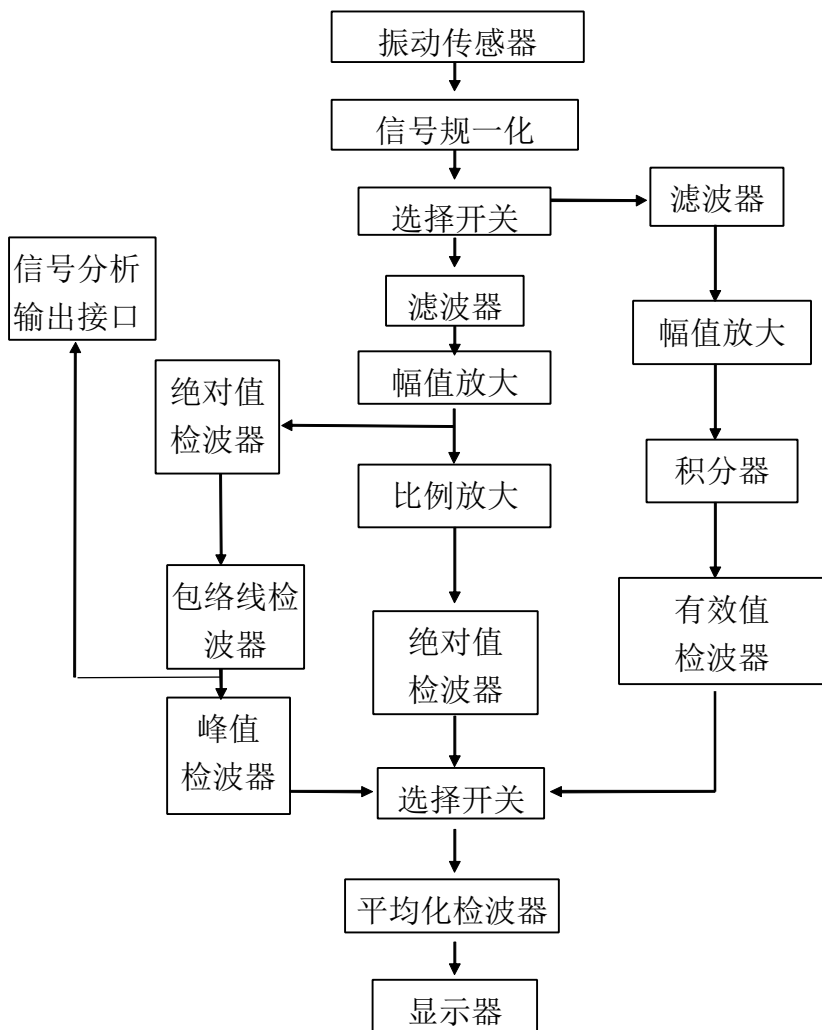 振动传感器
信号规一化
选择开关
滤波器
信号分析
输出接口
滤波器
幅值放大
幅值放大
绝对值
检波器
比例放大
积分器
包络线检
波器
绝对值
检波器
有效值
检波器
峰值
检波器
选择开关
平均化检波器
显示器